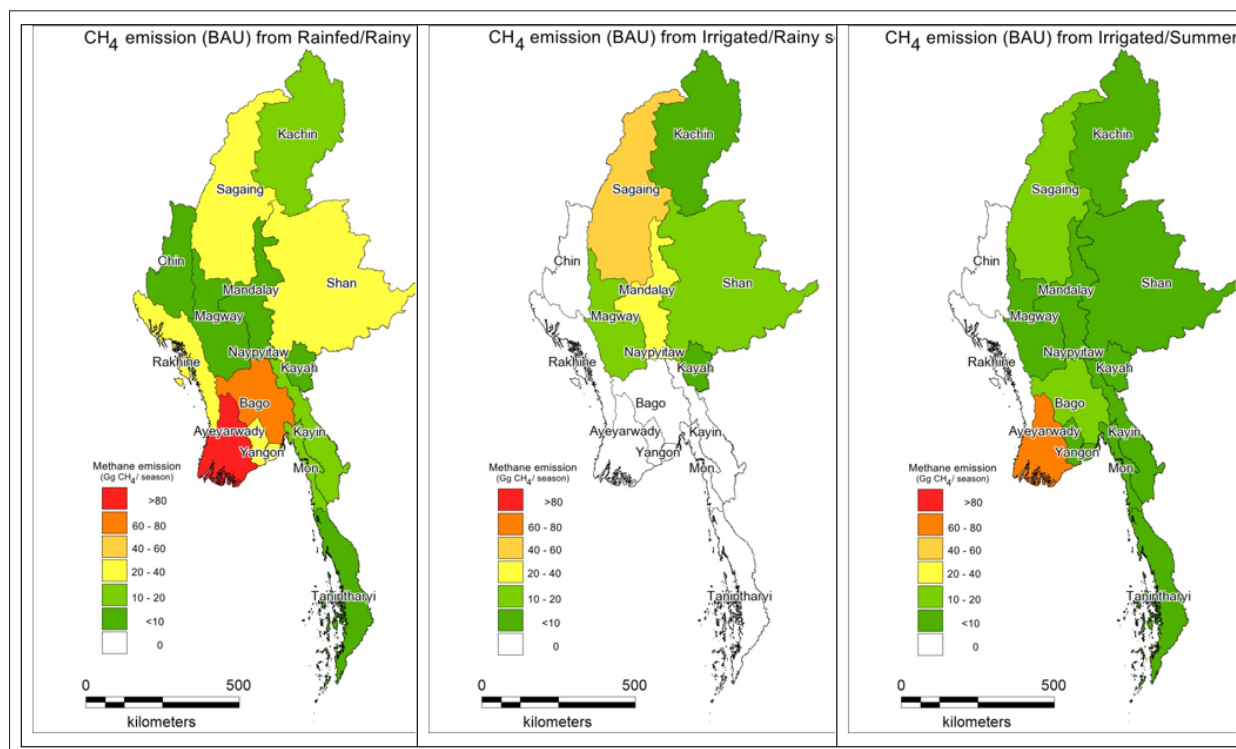 CH4 emission (BAU) from Rainfed/Rainy
Kachin
Sagaing
Chin
Shan
Mandalay
Magway
Rakhine
Naypyitaw
Kayah
Bago
Ayeyarwady
Kayin
Yangon
Mon
Methane emission
(Gg CH4/ season)
>80
60 - 80
40 - 60
20 - 40
10 - 20
<10
0
Tanintharyi
0 500
kilometers
CH4 emission (BAU) from Irrigated/Rainy s
Kachin
Sagaing
Chin
Shan
Mandalay
Magway
Rakhine
Naypyitaw
Kayah
Bago
Ayeyarwady
Kayin
Yangon
Mon
Methane emission
(Gg CH4/ season)
>80
60 - 80
40 - 60
20 - 40
10 - 20
<10
0
Tanintharyi
0 500
kilometers
CH4 emission (BAU) from Irrigated/Summer
Kachin
Sagaing
Chin
Shan
Mandalay
Magway
Rakhine
Naypyitaw
Kayah
Bago
Ayeyarwady
Kayin
Yangon
Mon
Methane emission
(Gg CH4/ season)
>80
60 - 80
40 - 60
20 - 40
10 - 20
<10
0
Tanintharyi
0 500
kilometers